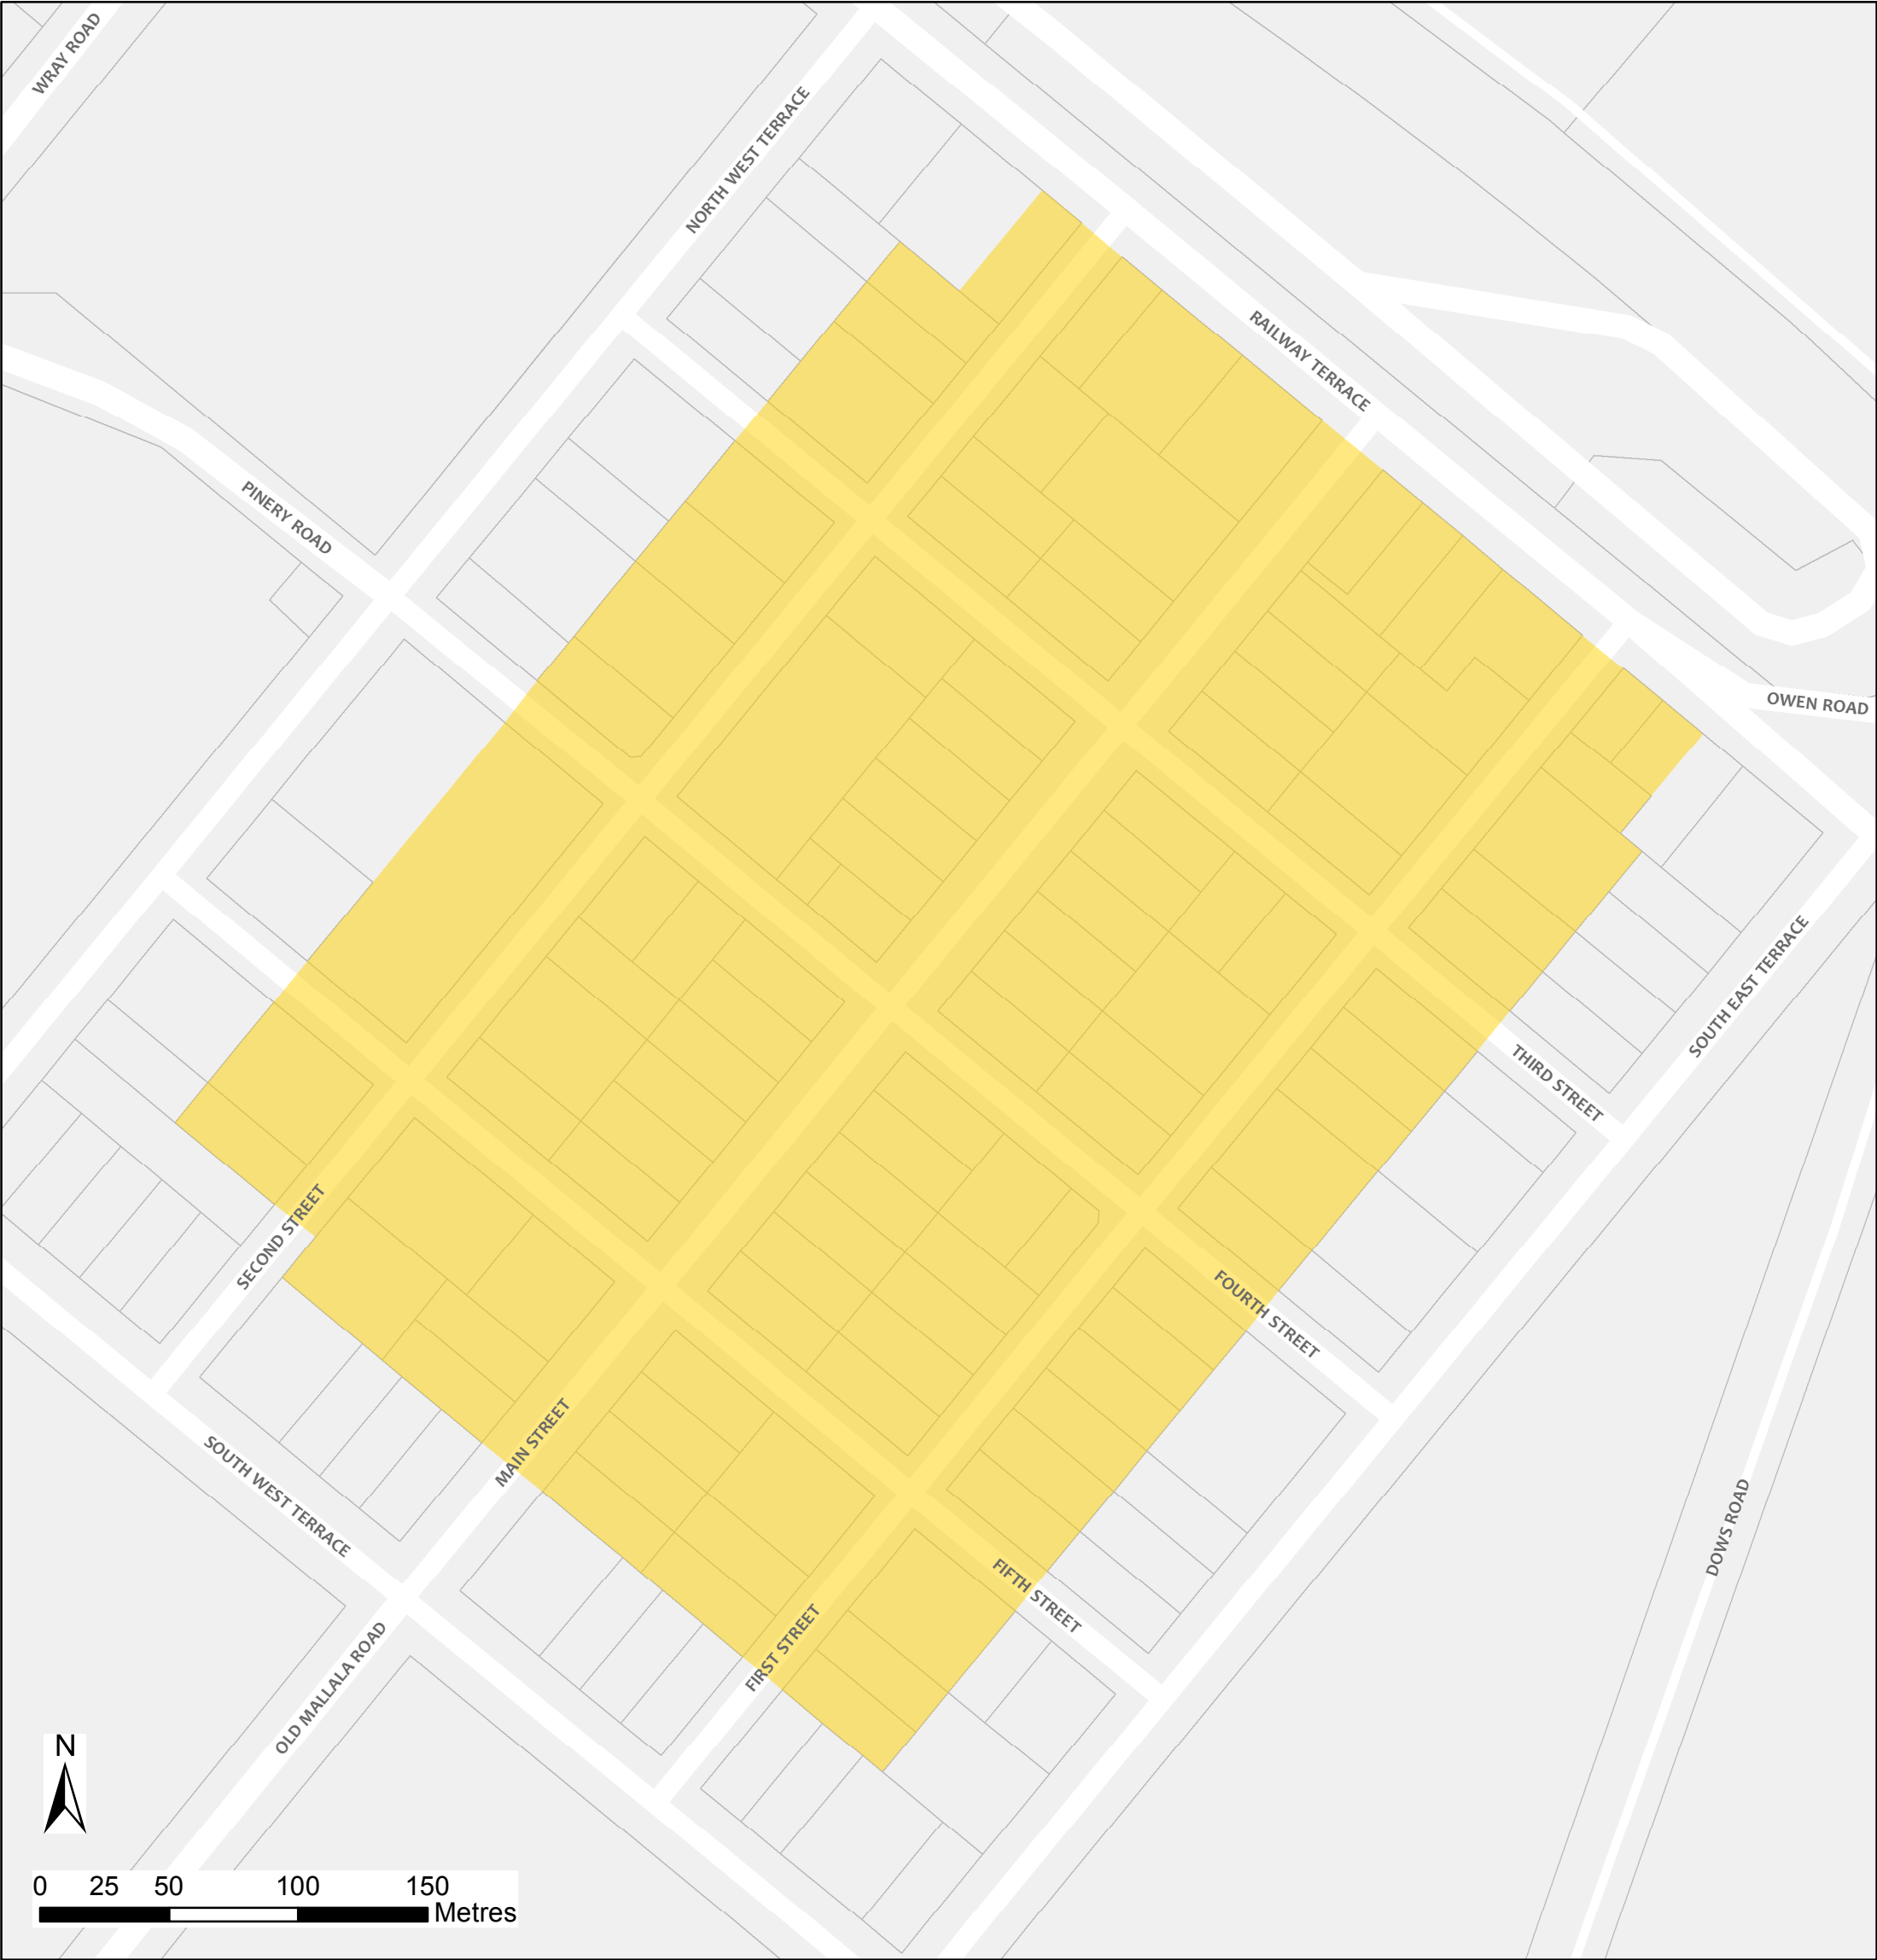 WRAY ROAD
NORTH WEST TERRACE
RAILWAY TERRACE
PINERY ROAD
OWEN ROAD
SOUTH EAST TERRACE
THIRD STREET
SECOND STREET
FOURTH STREET
MAIN STREET
SOUTH WEST TERRACE
DOWS ROAD
FIFTH STREET
FIRST STREET
OLD MALLALA ROAD
N
0 25 50 100 150
Metres